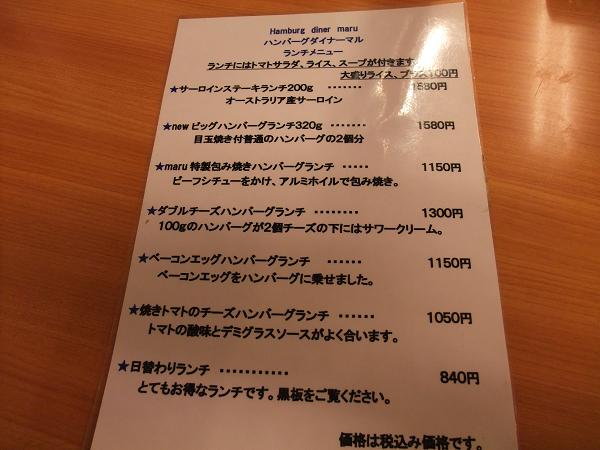 Hamburg diner maru
ハンバーグダイナーマル
ランチメニュー
ランチにはトマトサラダ、ライス、スープが付きます。
大盛りライス、プラス100円
★サーロインステーキランチ200g ‥‥‥‥ 1580円
オーストラリア産サーロイン
★newビッグハンバーグランチ320g ‥‥‥‥ 1580円
目玉焼き付普通のハンバーグの2個分
★maru特製包み焼きハンバーグランチ ‥‥‥ 1150円
ビーフシチューをかけ、アルミホイルで包み焼き。
★ダブルチーズハンバーグランチ ‥‥‥‥ 1300円
100gのハンバーグが2個チーズの下にはサワークリーム。
★ベーコンエッグハンバーグランチ ‥‥‥ 1150円
ベーコンエッグをハンバーグに乗せました。
★焼きトマトのチーズハンバーグランチ ‥‥‥ 1050円
トマトの酸味とデミグラスソースがよく合います。
★日替わりランチ ‥‥‥‥‥‥ 840円
とてもお得なランチです。黒板をご覧ください。
価格は税込み価格です。